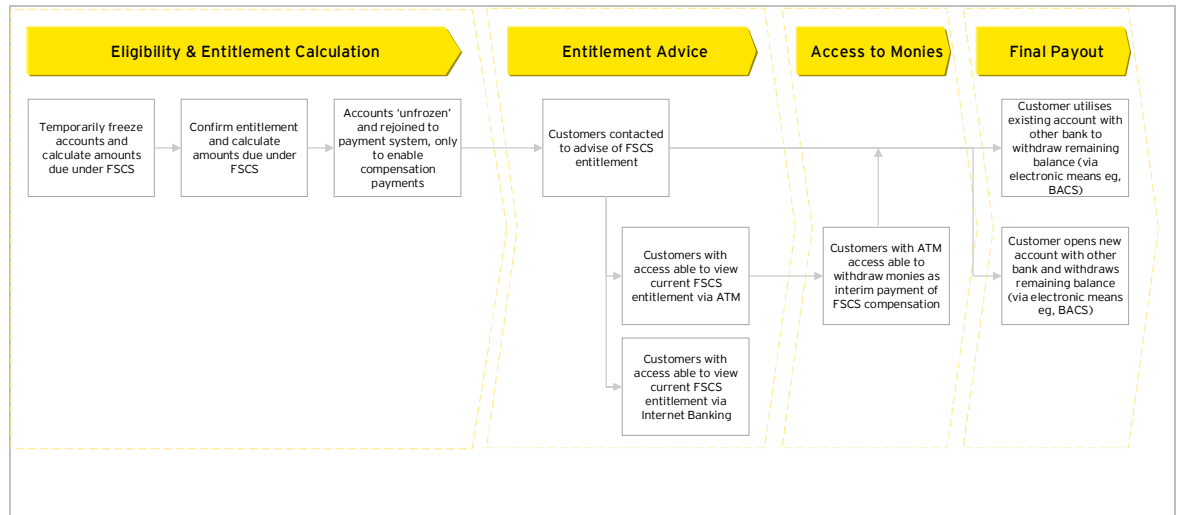 Eligibility & Entitlement Calculation
Entitlement Advice
Access to Monies
Final Payout
Temporarily freeze
accounts and
calculate amounts
due under FSCS
Confirm entitlement
and calculate
amounts due under
FSCS
Accounts ‘unfrozen’
and rejoined to
payment system, only
to enable
compensation
payments
Customers contacted
to advise of FSCS
entitlement
Customer utilises
existing account with
other bank to
withdraw remaining
balance (via
electronic means eg,
BACS)
Customers with
access able to view
current FSCS
entitlement via ATM
Customers with ATM
access able to
withdraw monies as
interim payment of
FSCS compensation
Customer opens new
account with other
bank and withdraws
remaining balance
(via electronic means
eg, BACS)
Customers with
access able to view
current FSCS
entitlement via
Internet Banking